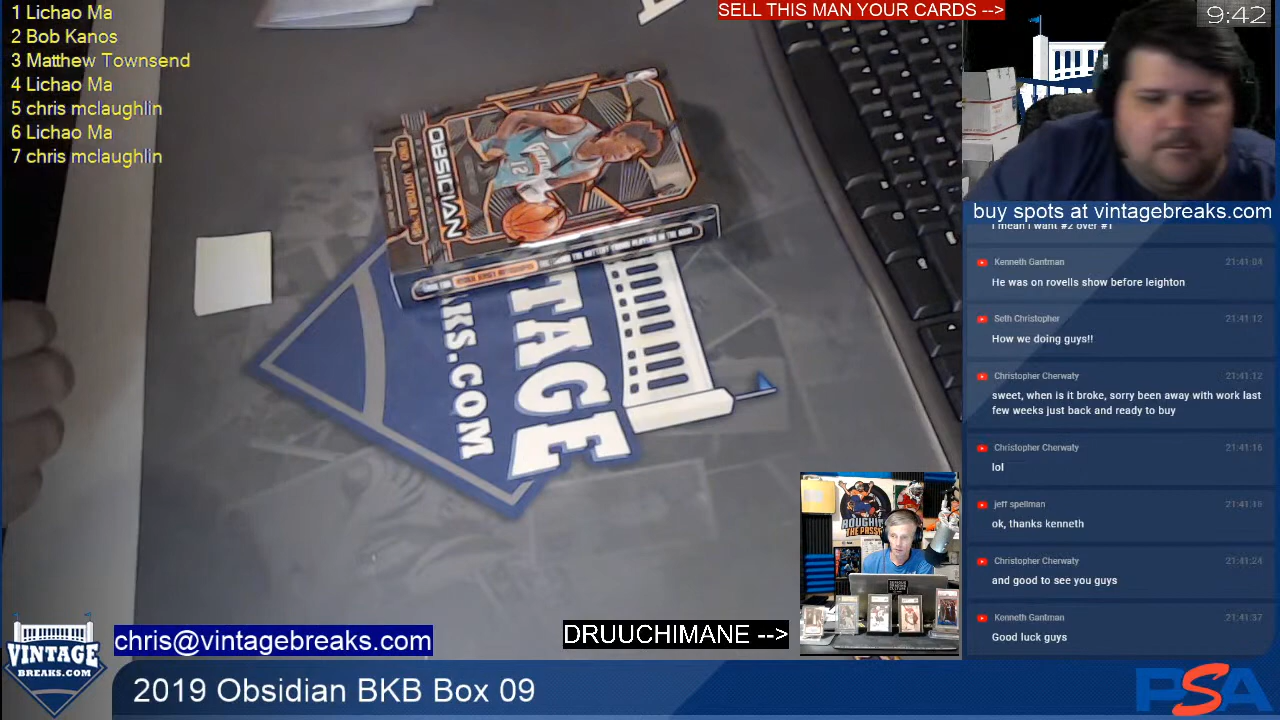 1 Lichao Ma
2 Bob Kanos
3 Matthew Townsend
4 Lichao Ma
5 chris mclaughlin
6 Lichao Ma
7 chris mclaughlin
SELL THIS MAN YOUR CARDS -->
9:42
OBSIDIAN
TAGE
KS.COM
buy spots at vintagebreaks.com
I mean I want #2 over #1
Kenneth Gantman 21:41:04
He was on rovells show before leighton
Seth Christopher 21:41:12
How we doing guys!!
Christopher Cherwaty 21:41:12
sweet, when is it broke, sorry been away with work last
few weeks just back and ready to buy
Christopher Cherwaty 21:41:16
lol
jeff spellman 21:41:18
ok, thanks kenneth
Christopher Cherwaty 21:41:24
and good to see you guys
Kenneth Gantman 21:41:37
Good luck guys
DRUUCHIMANE -->
chris@vintagebreaks.com
VINTAGE
BREAKS.COM
2019 Obsidian BKB Box 09
PSA